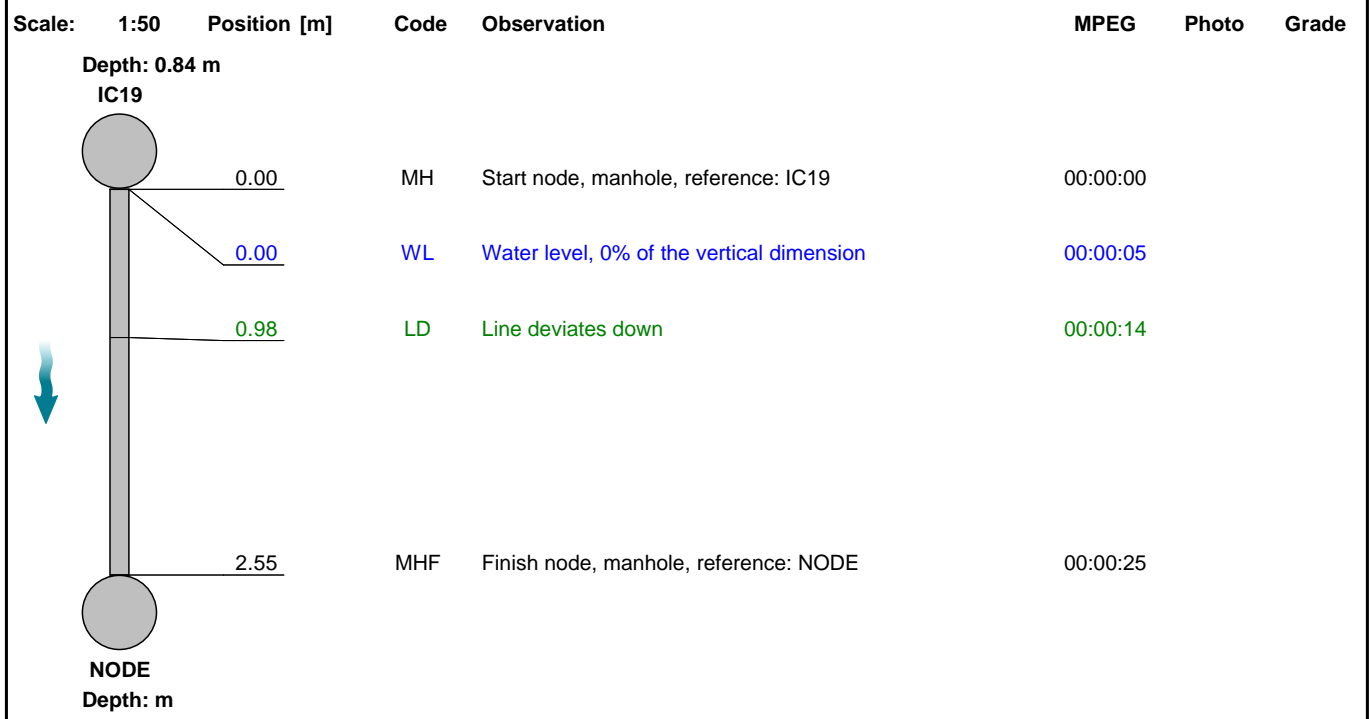 Scale: 1:50 Position [m] Code Observation MPEG Photo Grade
Depth: 0.84 m
IC19
0.00 MH Start node, manhole, reference: IC19 00:00:00
0.00 WL Water level, 0% of the vertical dimension 00:00:05
0.98 LD Line deviates down 00:00:14
2.55 MHF Finish node, manhole, reference: NODE 00:00:25
NODE
Depth: m